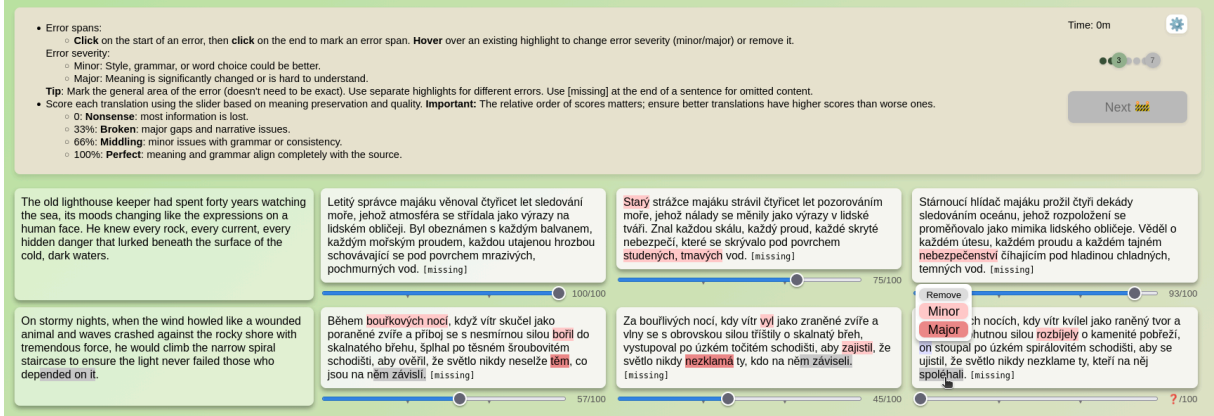 Error spans:
Click on the start of an error, then click on the end to mark an error span. Hover over an existing highlight to change error severity (minor/major) or remove it.
Error severity:
Minor: Style, grammar, or word choice could be better.
Major: Meaning is significantly changed or is hard to understand.
Tip: Mark the general area of the error (doesn't need to be exact). Use separate highlights for different errors. Use [missing] at the end of a sentence for omitted content.
Score each translation using the slider based on meaning preservation and quality. Important: The relative order of scores matters; ensure better translations have higher scores than worse ones.
0: Nonsense: most information is lost.
33%: Broken: major gaps and narrative issues.
66%: Middling: minor issues with grammar or consistency.
100%: Perfect: meaning and grammar align completely with the source.
Time: 0m
3 7
Next 🚧
The old lighthouse keeper had spent forty years watching
the sea, its moods changing like the expressions on a
human face. He knew every rock, every current, every
hidden danger that lurked beneath the surface of the
cold, dark waters.
Letitý správce majáku věnoval čtyřicet let sledování
moře, jehož atmosféra se střídala jako výrazy na
lidském obličeji. Byl obeznámen s každým balvanem,
každým mořským proudem, každou utajenou hrozbou
schovávající se pod povrchem mrazivých,
pochmurných vod. [missing]
100/100
Starý strážce majáku strávil čtyřicet let pozorováním
moře, jehož nálady se měnily jako výrazy v lidské
tváři. Znal každou skálu, každý proud, každé skryté
nebezpečí, které se skrývalo pod povrchem
studených, tmavých vod. [missing]
75/100
Stárnoucí hlídač majáku prožil čtyři dekády
sledováním oceánu, jehož rozpoložení se
proměňovalo jako mimika lidského obličeje. Věděl o
každém útesu, každém proudu a každém tajném
nebezpečenství číhajícím pod hladinou chladných,
temných vod. [missing]
93/100
On stormy nights, when the wind howled like a wounded
animal and waves crashed against the rocky shore with
tremendous force, he would climb the narrow spiral
staircase to ensure the light never failed those who
depended on it.
Během bouřkových nocí, když vítr skučel jako
poraněné zvíře a příboj se s nesmírnou silou bořil do
skalnatého břehu, šplhal po těsném šroubovitém
schodišti, aby ověřil, že světlo nikdy neselže těm, co
jsou na něm závislí. [missing]
57/100
Za bouřlivých nocí, kdy vítr vyl jako zraněné zvíře a
vlny se s obrovskou silou tříštily o skalnatý břeh,
vystupoval po úzkém točitém schodišti, aby zajistil, že
světlo nikdy nezklamá ty, kdo na něm záviseli.
[missing]
45/100
Remove
Minor
Major
h nocích, kdy vítr kvílel jako raněný tvor a
hutnou silou rozbíjely o kamenité pobřeží,
on stoupal po úzkém spirálovitém schodišti, aby se
ujistil, že světlo nikdy nezklame ty, kteří na něj
spoléhali. [missing]
❓/100